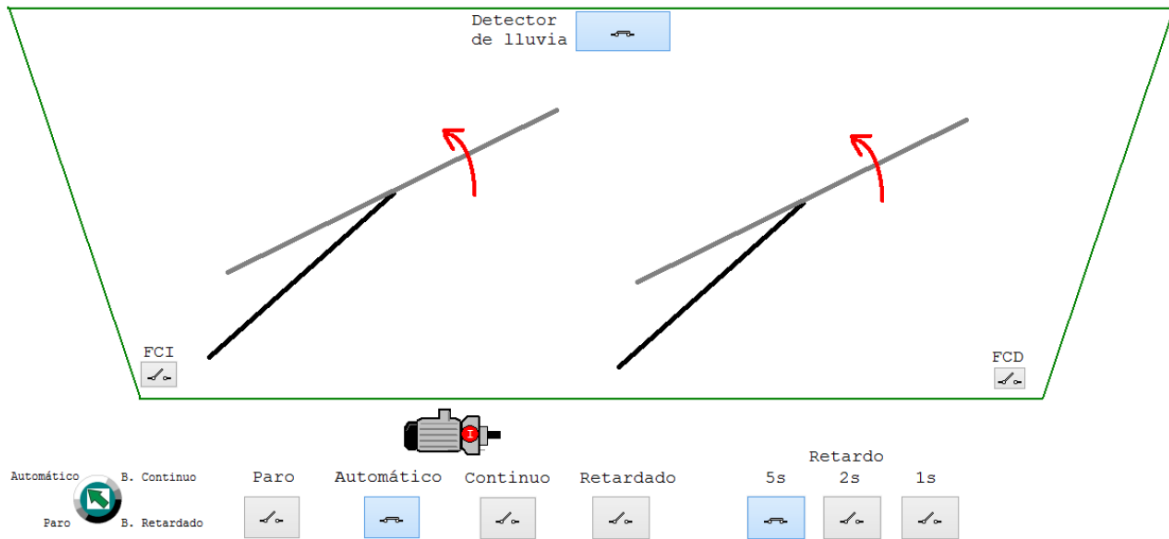 Detector
de lluvia
FCI
FCD
I
Retardo
Automático B. Continuo Paro Automático Continuo Retardado 5s 2s 1s
Paro B. Retardado